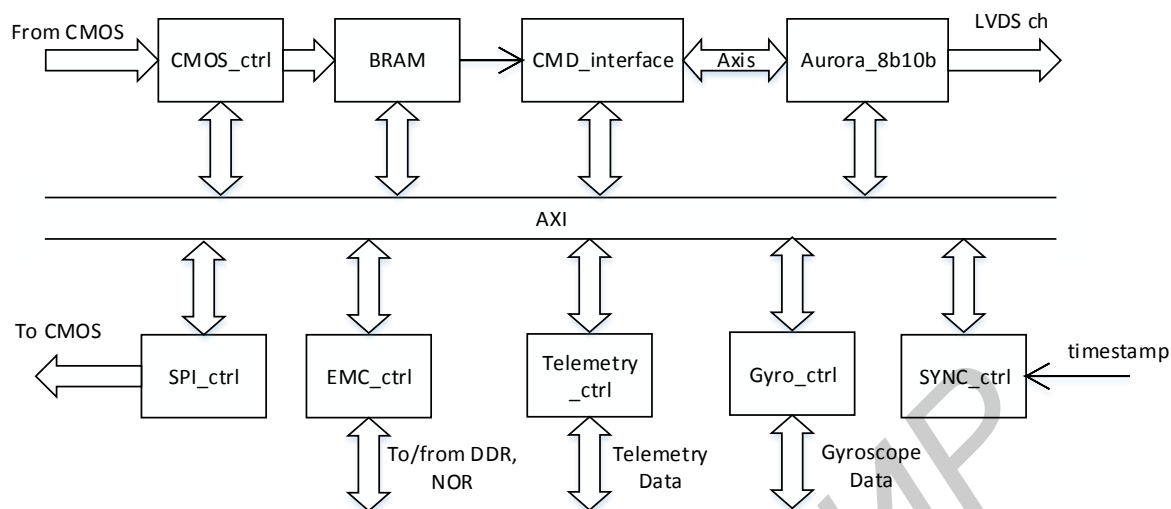 From CMOS
CMOS_ctrl
BRAM
CMD_interface
Axis
Aurora_8b10b
LVDS ch
AXI
To CMOS
SPI_ctrl
EMC_ctrl
Telemetry
_ctrl
Gyro_ctrl
SYNC_ctrl
timestamp
To/from DDR,
NOR
Telemetry
Data
Gyroscope
Data
ИР